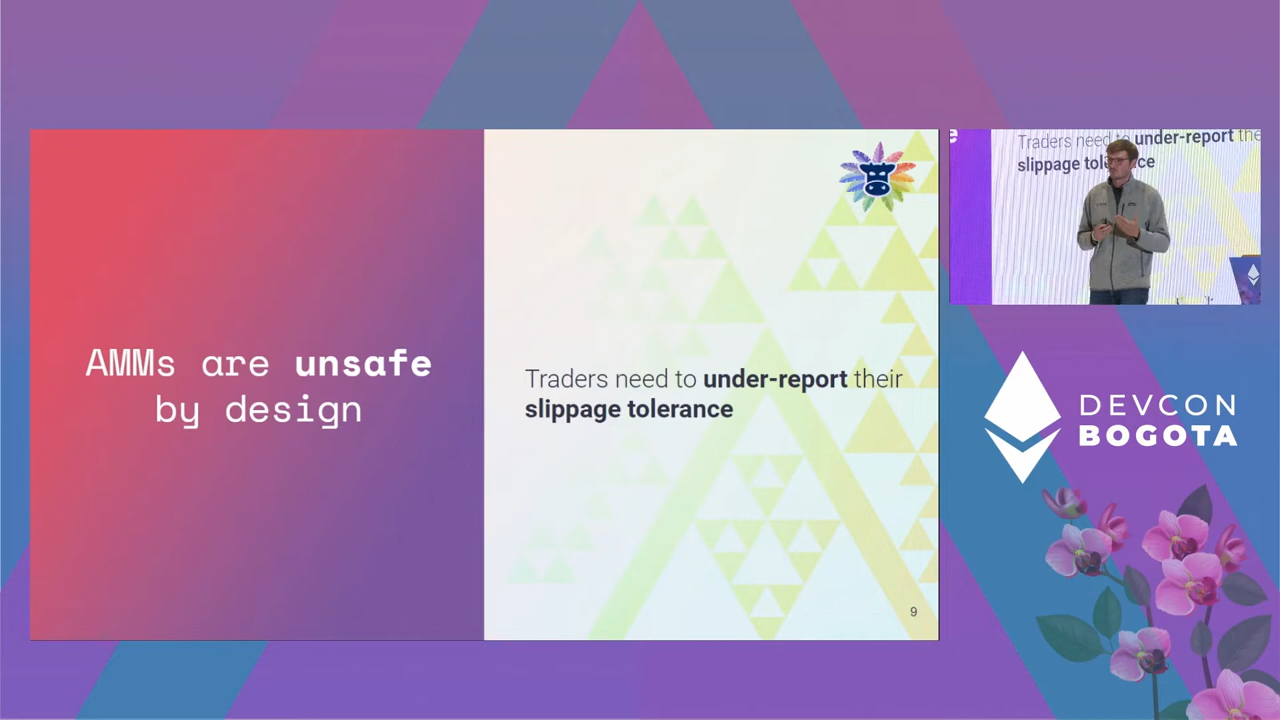 AMMs are unsafe
by design
Traders need to under-report their
slippage tolerance
9
e
Traders need to under-report the
slippage tolerance
DEVCON
BOGOTA